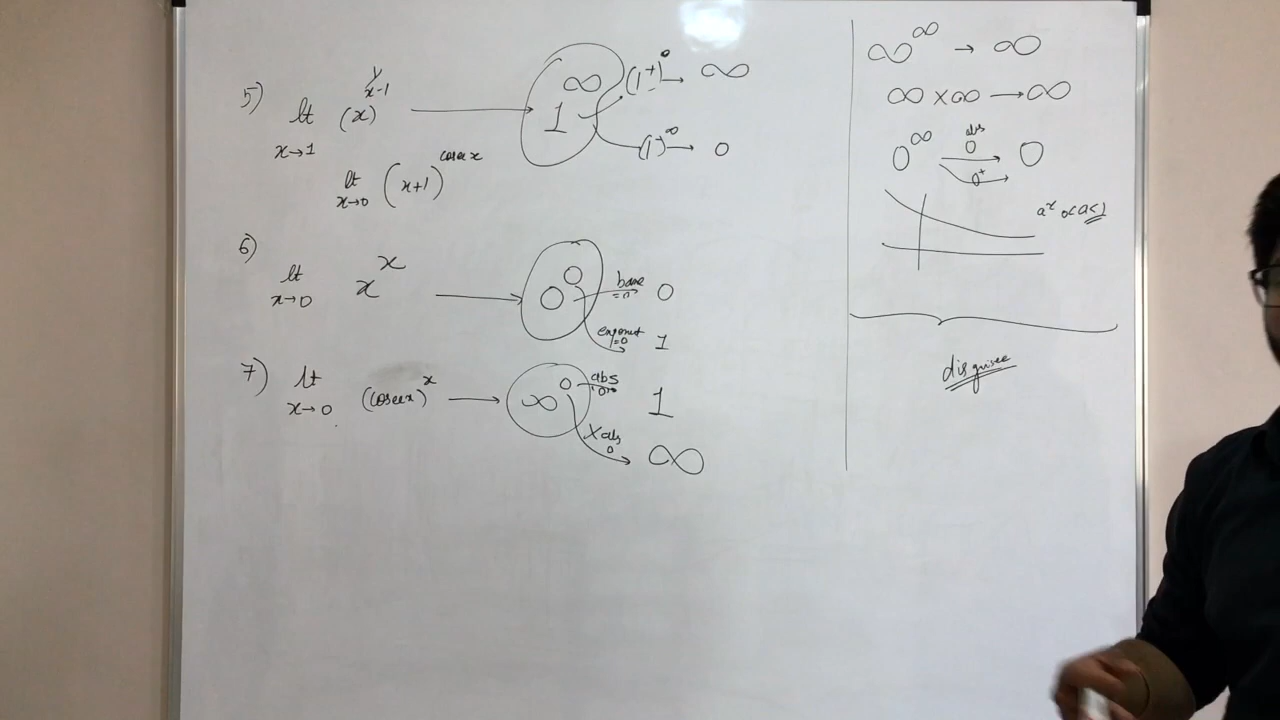 5) lt x→1 (x)^(1/x-1) → 1^∞
(1⁺)^∞ → ∞
(1⁻)^∞ → 0
lt x→0 (x+1)^(cosec x)
6) lt x→0 x^x → 0^0
base =0 0
exponent =0 1
7) lt x→0 (cosec x)^x → ∞^0
abs '0' 1
X abs 0 ∞
∞^∞ → ∞
∞ × ∞ → ∞
0^∞ abs 0 → 0
0⁺
a^x 0<a<1
disguise